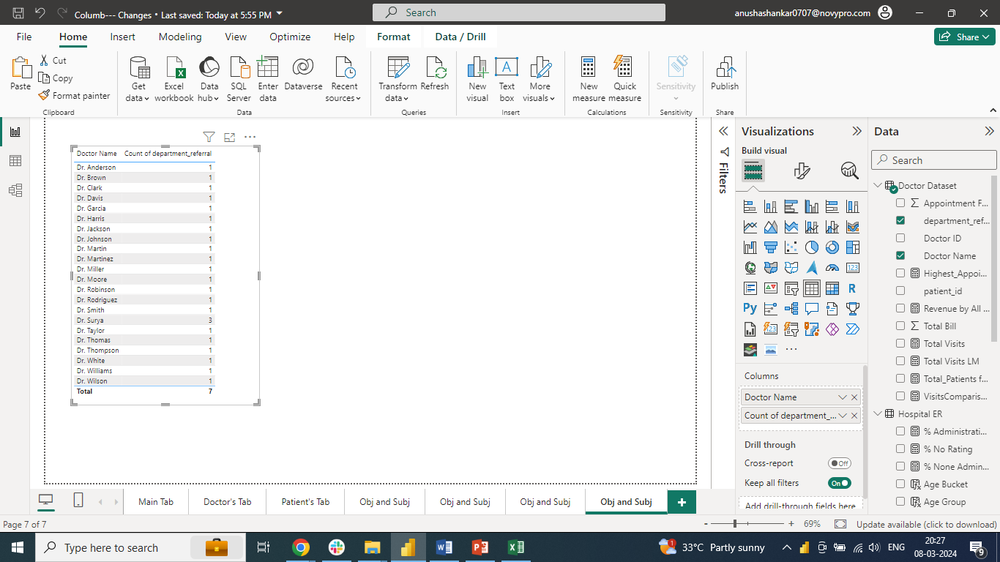 Columb--- Changes • Last saved: Today at 5:55 PM
Search
anushashankar0707@novypro.com
File
Home
Insert
Modeling
View
Optimize
Help
Format
Data / Drill
Share
Paste
Cut
Copy
Format painter
Clipboard
Get data
Excel workbook
Data hub
SQL Server
Enter data
Dataverse
Recent sources
Data
Transform data
Refresh
Queries
New visual
Text box
More visuals
Insert
New measure
Quick measure
Calculations
Sensitivity
Sensitivity
Publish
Share
Doctor Name Count of department_referral
Dr. Anderson 1
Dr. Brown 1
Dr. Clark 1
Dr. Davis 1
Dr. Garcia 1
Dr. Harris 1
Dr. Jackson 1
Dr. Johnson 1
Dr. Martin 1
Dr. Martinez 1
Dr. Miller 1
Dr. Moore 1
Dr. Robinson 1
Dr. Rodriguez 1
Dr. Smith 1
Dr. Surya 3
Dr. Taylor 1
Dr. Thomas 1
Dr. Thompson 1
Dr. White 1
Dr. Williams 1
Dr. Wilson 1
Total 7
Filters
Visualizations
Build visual
R
Py
123
123
Columns
Doctor Name
Count of department_...
Drill through
Cross-report
Off
Keep all filters
On
Add drill-through fields here
Data
Search
Doctor Dataset
Appointment F...
department_ref...
Doctor ID
Doctor Name
Highest_Appoi...
patient_id
Revenue by All ...
Total Bill
Total Visits
Total Visits LM
Total_Patients f...
VisitsComparis...
Hospital ER
% Administrati...
% No Rating
% None Admin...
Age Bucket
Age Group
Main Tab
Doctor's Tab
Patient's Tab
Obj and Subj
Obj and Subj
Obj and Subj
Obj and Subj
Page 7 of 7
69%
Update available (click to download)
Type here to search
33°C Partly sunny
ENG
20:27
08-03-2024
9